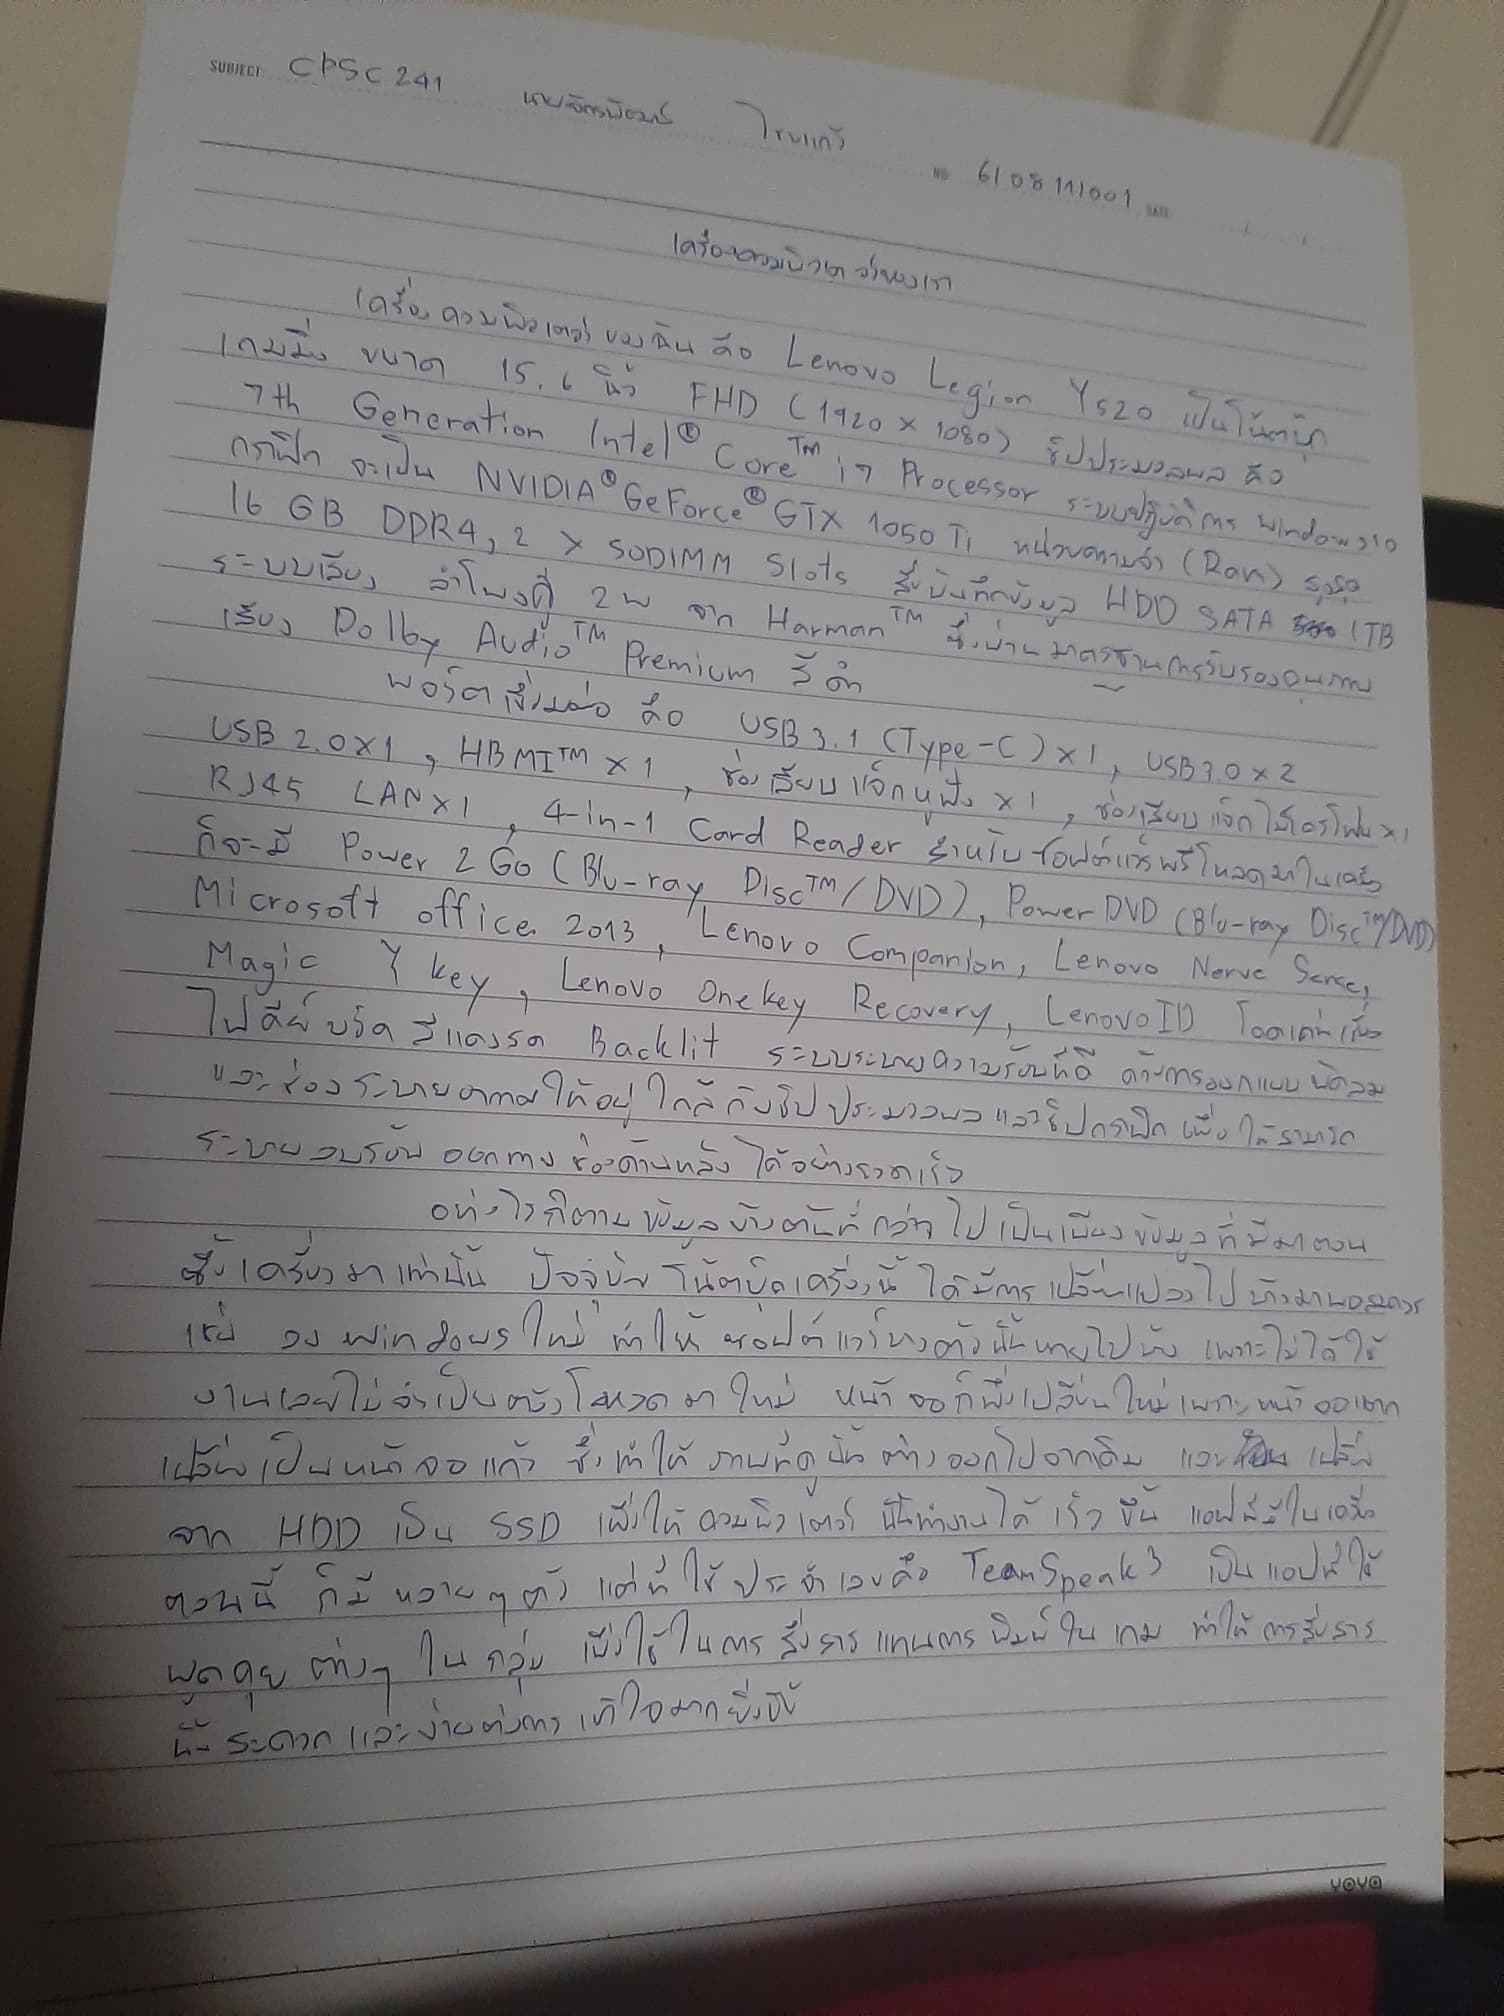 SUBJECT: CPSC 241 NO. 6108111001 DATE
เครื่องคอมพิวเตอร์ของเรา
เครื่องคอมพิวเตอร์ของฉันคือ Lenovo Legion Y520 เป็นโน้ตบุ๊ก
เกมมิ่ง ขนาด 15.6 นิ้ว FHD (1920 x 1080) ชิปประมวลผล คือ
7th Generation Intel® Core™ i7 Processor ระบบปฏิบัติการ windows10
กราฟิก จะเป็น NVIDIA® GeForce® GTX 1050 Ti หน่วยความจำ (Ram) สูงสุด
16 GB DDR4, 2 x SODIMM Slots สื่อบันทึกข้อมูล HDD SATA 1TB
ระบบเสียง ลำโพงคู่ 2w จาก Harman™ ซึ่งผ่านมาตรฐานการรับรองคุณภาพ
เสียง Dolby Audio™ Premium สีดำ
พอร์ตเชื่อมต่อ คือ USB 3.1 (Type-C) x 1, USB 3.0 x 2
USB 2.0 x 1, HBMI™ x 1, ช่องเสียบแจ็กหูฟัง x 1, ช่องเสียบแจ็กไมโครโฟน x 1
RJ45 LAN x 1, 4-in-1 Card Reader สำหรับซอฟต์แวร์พรีโหลดมาในเครื่อง
ก็จะมี Power 2 Go (Blu-ray Disc™/DVD), Power DVD (Blu-ray Disc™/DVD)
Microsoft office 2013, Lenovo Companion, Lenovo Nerve Sence,
Magic Y key, Lenovo Onekey Recovery, Lenovo ID โดดเด่นเรื่อง
ไฟคีย์บร์ด สีแดงรด Backlit ระบบระบายความร้อนที่ดี ด้วยการออกแบบพัดลม
และช่องระบายอากาศให้อยู่ใกล้กับชิปประมวลผลและชิปกราฟิก เพื่อให้สามารถ
ระบายลมร้อน ออกทางช่องด้านหลัง ได้อย่างรวดเร็ว
อย่างไรก็ตามข้อมูลข้างต้นที่กล่าวไปเป็นเพียงข้อมูลที่มีมาตอน
ซื้อเครื่องมาเท่านั้น ปัจจุบัน โน้ตบุ๊คเครื่องนี้ ได้มีการเปลี่ยนแปลงไปบ้างมาพอสมควร
เช่น ลง windows ใหม่ ทำให้ ซอฟต์แวร์บางตัวนั้นหายไปบ้าง เพราะไม่ได้ใช้
งานเลยไม่จำเป็นต้องโหลดมาใหม่ หน้าจอก็พึ่งเปลี่ยนใหม่เพราะหน้าจอแตก
เปลี่ยนเป็นหน้าจอแก้ว ซึ่งทำให้ ภาพที่ดูนั้นต่างออกไปจากเดิม และ เปลี่ยน
จาก HDD เป็น SSD เพื่อให้คอมพิวเตอร์ นั้นทำงานได้ เร็ว ขึ้น แอปที่มีในเครื่อง
ตอนนี้ ก็มี หลายๆตัว แต่ที่ใช้ ประจำเลยคือ TeamSpeak3 เป็นแอปที่ใช้
พูดคุย ต่างๆ ใน กลุ่ม เพื่อใช้ในการ สื่อสาร แทนการ พิมพ์ใน เกม ทำให้ การสื่อสาร
นั้นสะดวก และง่ายต่อการ เข้าใจมากยิ่งขึ้น
YOYO